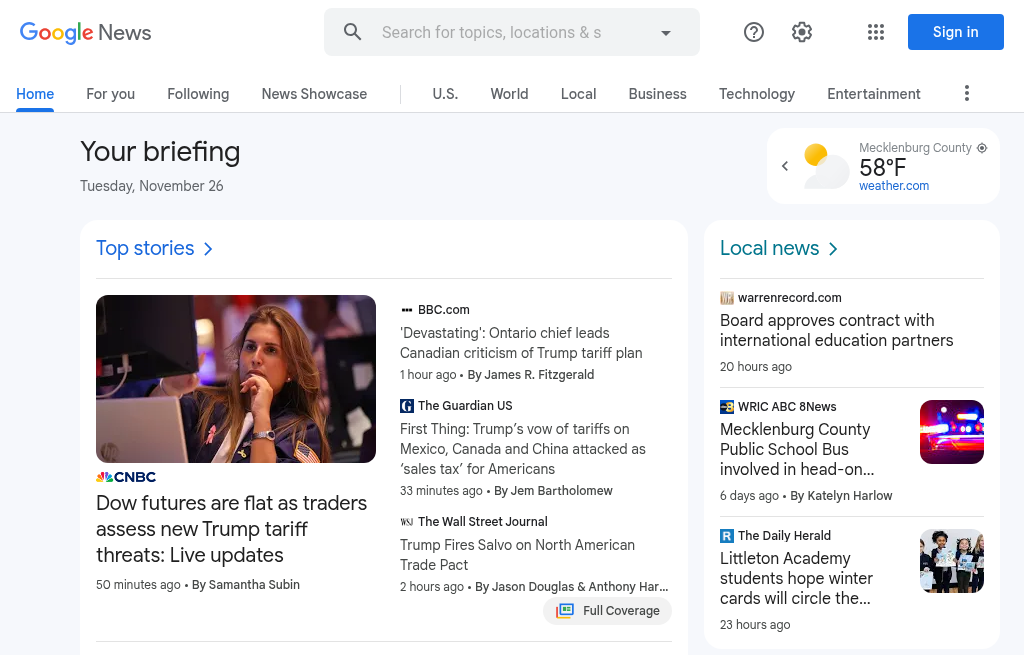 Google News
Search for topics, locations & s
Sign in
Home
For you
Following
News Showcase
U.S.
World
Local
Business
Technology
Entertainment
Your briefing
Tuesday, November 26
Mecklenburg County
58°F
weather.com
Top stories
CNBC
Dow futures are flat as traders
assess new Trump tariff
threats: Live updates
50 minutes ago • By Samantha Subin
BBC.com
'Devastating': Ontario chief leads
Canadian criticism of Trump tariff plan
1 hour ago • By James R. Fitzgerald
The Guardian US
First Thing: Trump’s vow of tariffs on
Mexico, Canada and China attacked as
‘sales tax’ for Americans
33 minutes ago • By Jem Bartholomew
WSJ The Wall Street Journal
Trump Fires Salvo on North American
Trade Pact
2 hours ago • By Jason Douglas & Anthony Har...
Full Coverage
Local news
warrenrecord.com
Board approves contract with
international education partners
20 hours ago
WRIC ABC 8News
Mecklenburg County
Public School Bus
involved in head-on...
6 days ago • By Katelyn Harlow
R The Daily Herald
Littleton Academy
students hope winter
cards will circle the...
23 hours ago